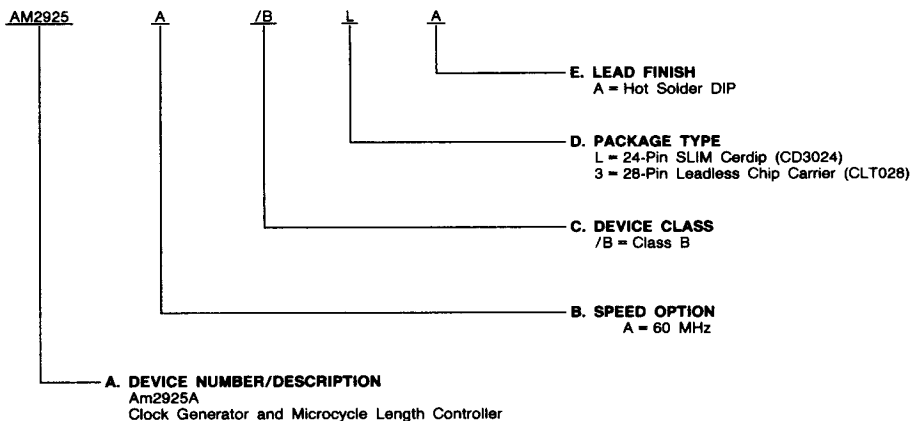 AM2925 A /B L A
E. LEAD FINISH
A = Hot Solder DIP
D. PACKAGE TYPE
L = 24-Pin SLIM Cerdip (CD3024)
3 = 28-Pin Leadless Chip Carrier (CLT028)
C. DEVICE CLASS
/B = Class B
B. SPEED OPTION
A = 60 MHz
A. DEVICE NUMBER/DESCRIPTION
Am2925A
Clock Generator and Microcycle Length Controller